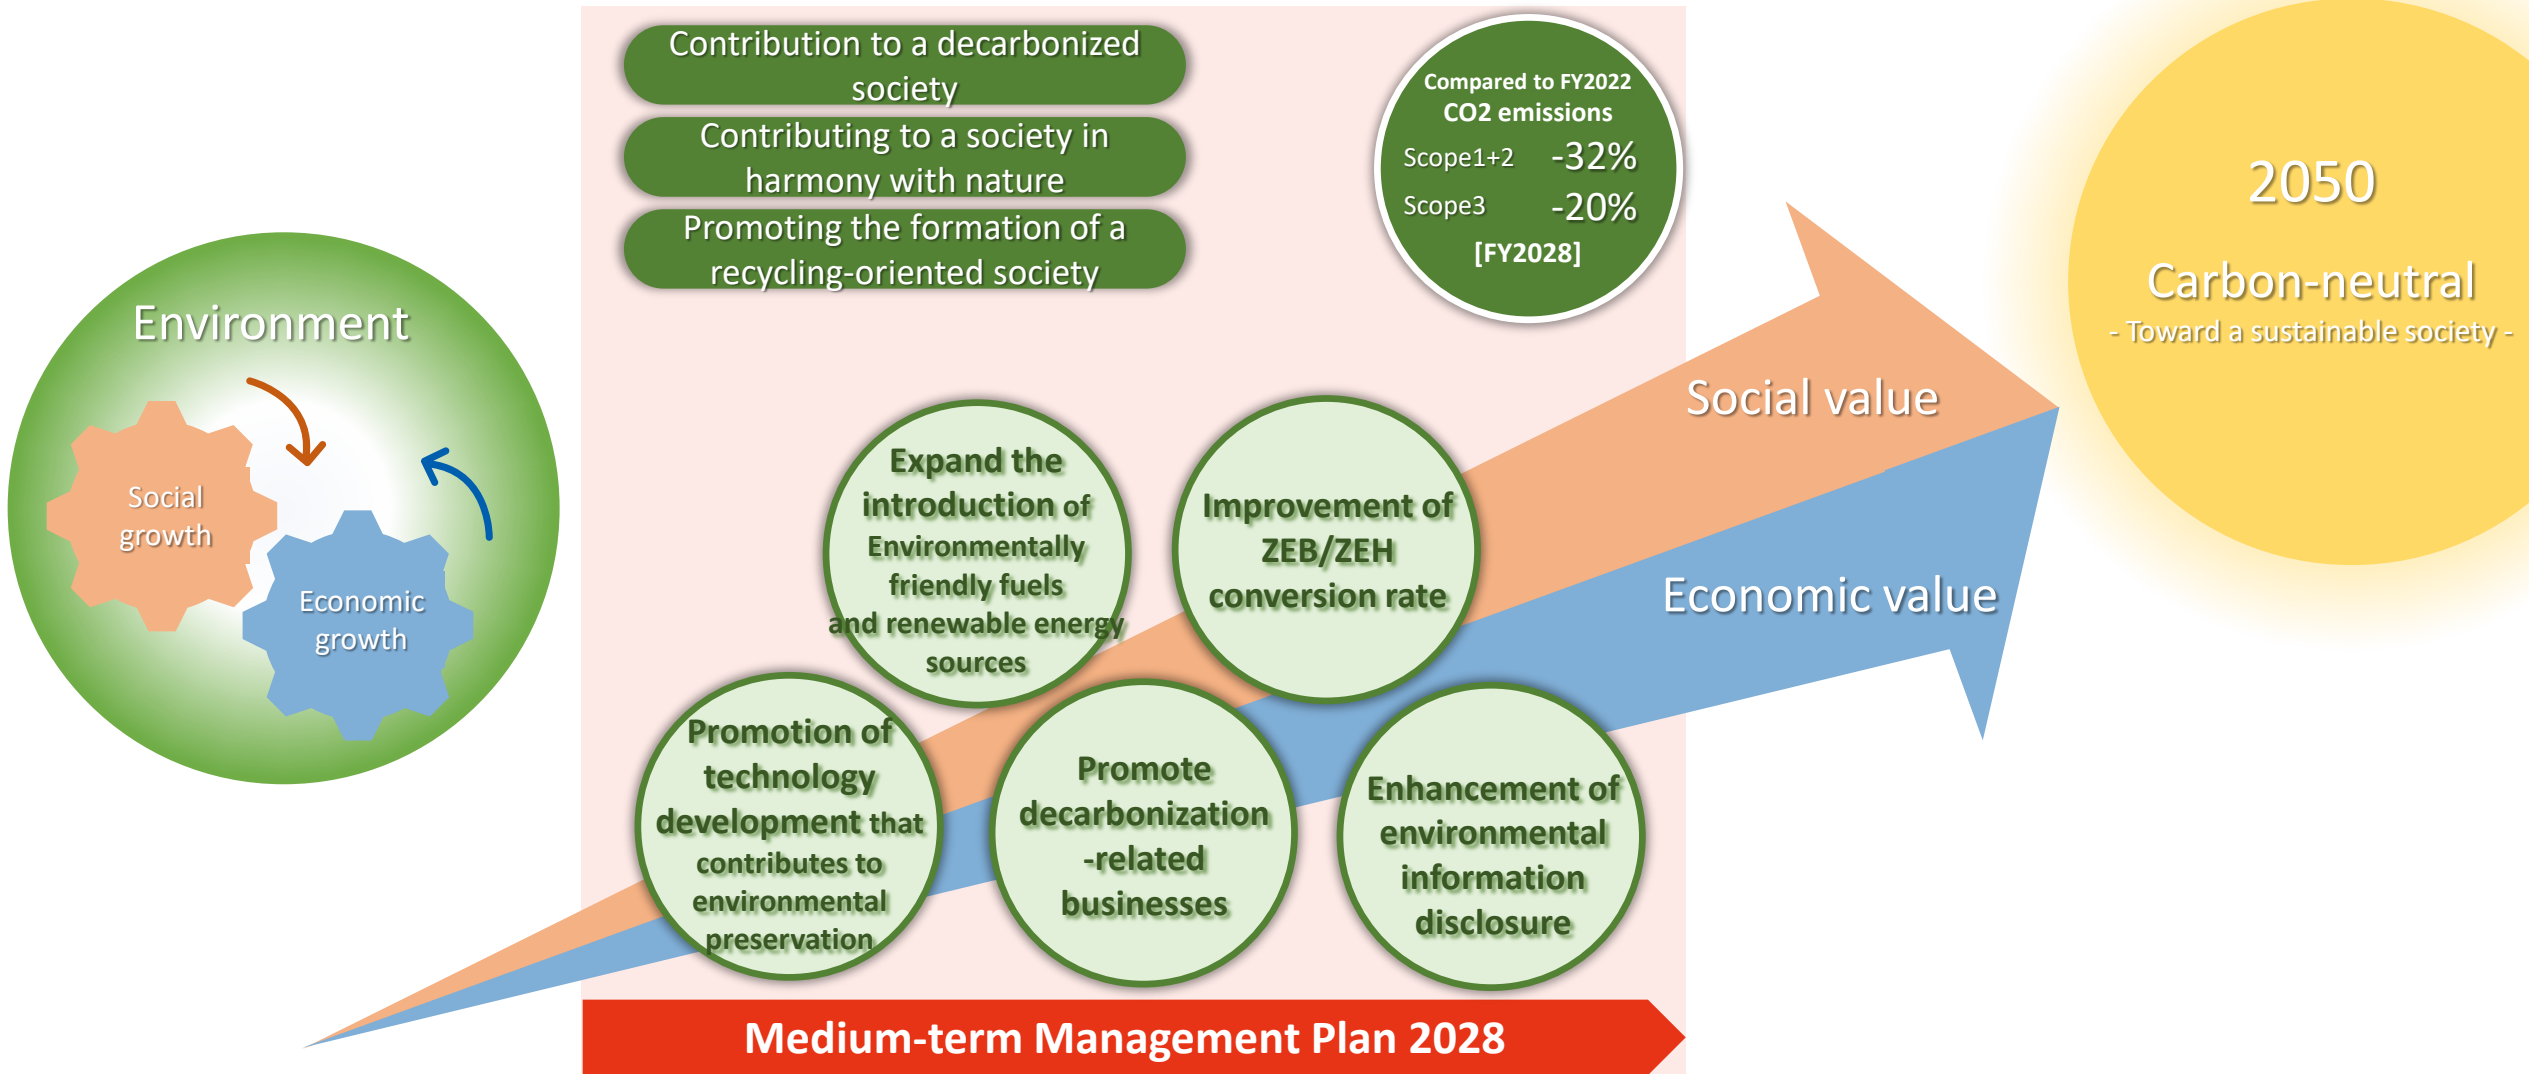 Contribution to a decarbonized
society
Contributing to a society in
harmony with nature
Promoting the formation of a
recycling-oriented society
Compared to FY2022
CO2 emissions
Scope1+2 -32%
Scope3 -20%
[FY2028]
2050
Carbon-neutral
- Toward a sustainable society -
Environment
Social
growth
Economic
growth
Social value
Economic value
Expand the
introduction of
Environmentally
friendly fuels
and renewable energy
sources
Improvement of
ZEB/ZEH
conversion rate
Promotion of
technology
development that
contributes to
environmental
preservation
Promote
decarbonization
-related
businesses
Enhancement of
environmental
information
disclosure
Medium-term Management Plan 2028